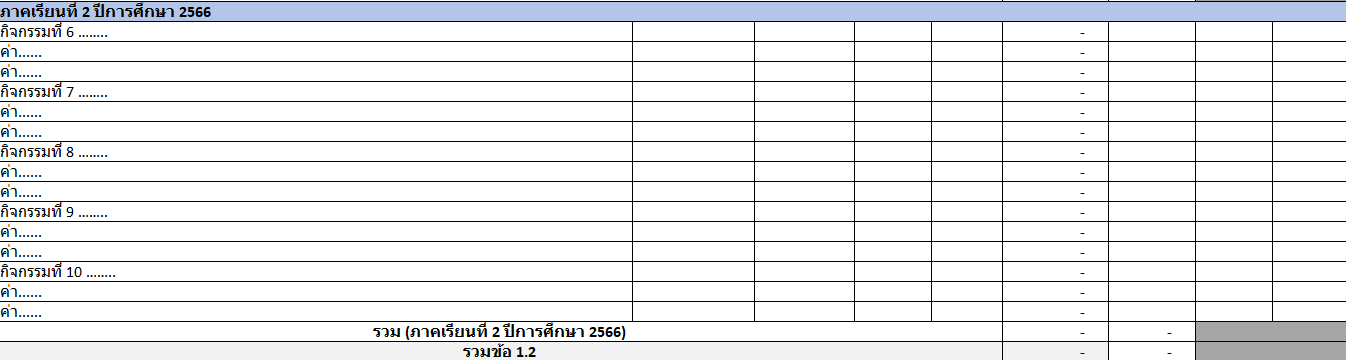 ภาคเรียนที่ 2 ปีการศึกษา 2566
กิจกรรมที่ 6 ........ -
ค่า...... -
ค่า...... -
กิจกรรมที่ 7 ........ -
ค่า...... -
ค่า...... -
กิจกรรมที่ 8 ........ -
ค่า...... -
ค่า...... -
กิจกรรมที่ 9 ........ -
ค่า...... -
ค่า...... -
กิจกรรมที่ 10 ........ -
ค่า...... -
ค่า...... -
รวม (ภาคเรียนที่ 2 ปีการศึกษา 2566) - -
รวมข้อ 1.2 - -